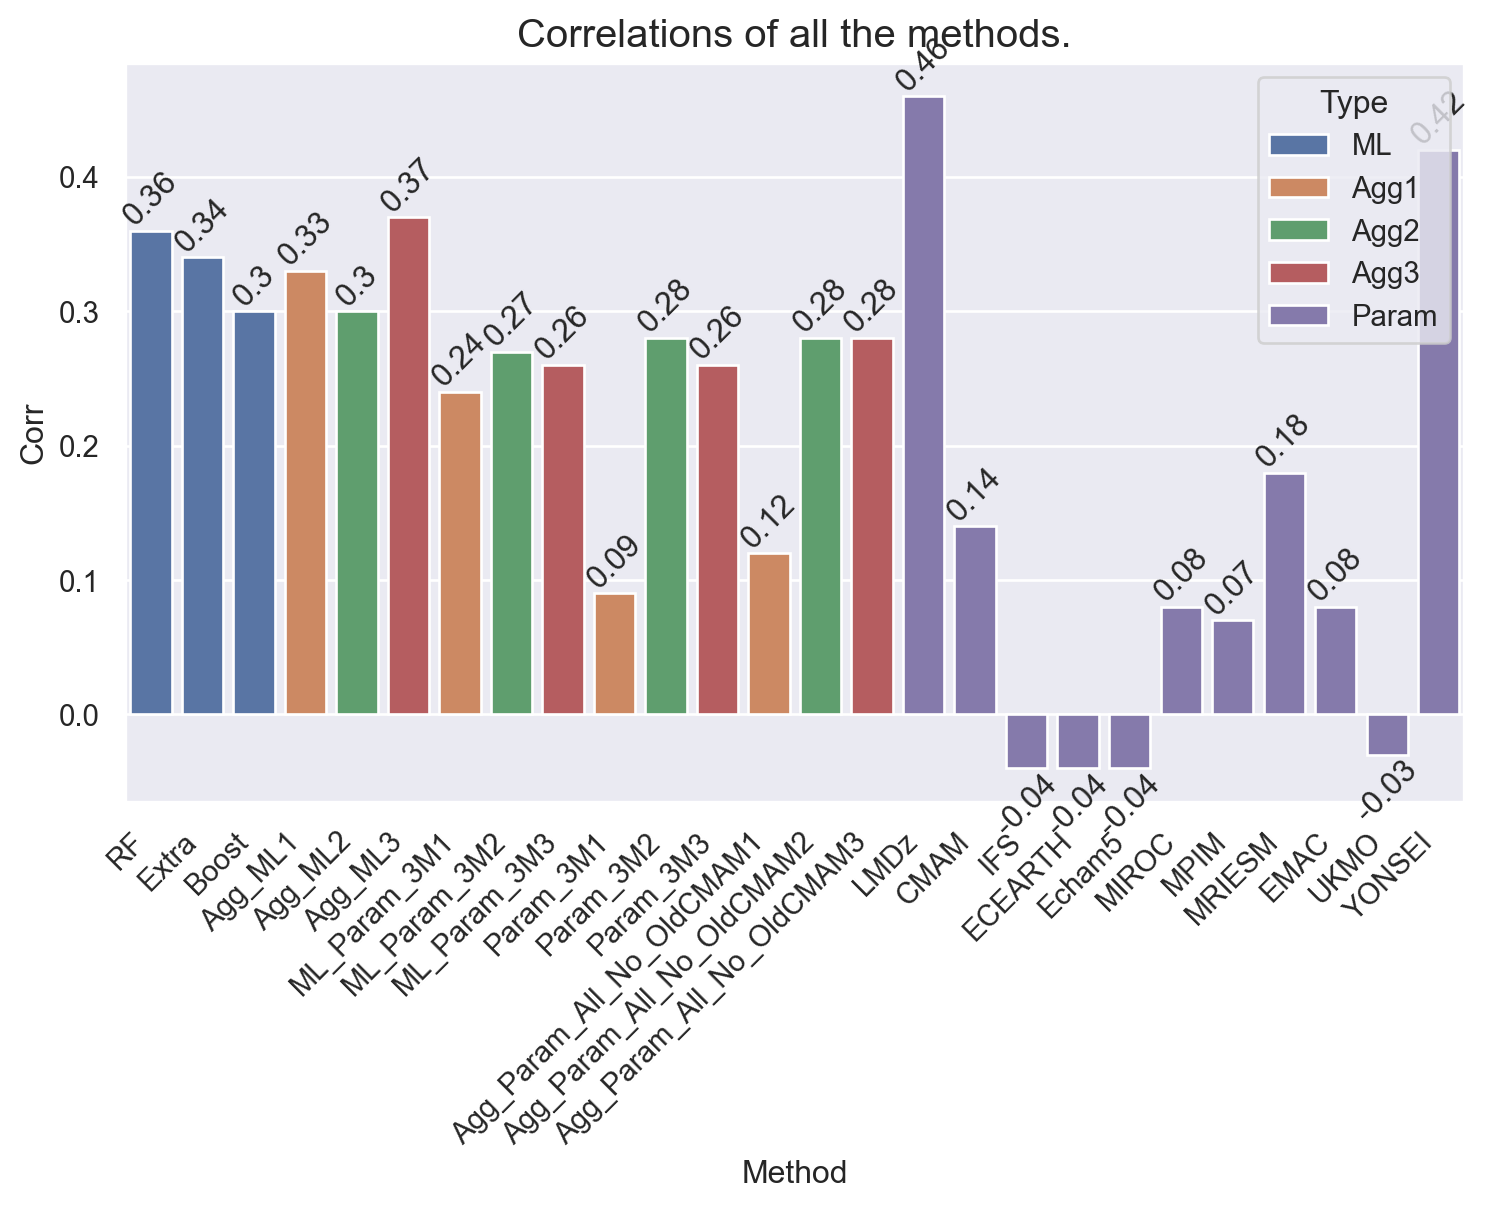 Correlations of all the methods.
Type
ML
Agg1
Agg2
Agg3
Param
Corr
0.4
0.3
0.2
0.1
0.0
0.36
0.34
0.3
0.33
0.3
0.37
0.24
0.27
0.26
0.09
0.28
0.26
0.12
0.28
0.28
0.46
0.14
-0.04
-0.04
-0.04
0.08
0.07
0.18
0.08
-0.03
0.42
RF
Extra
Boost
Agg_ML1
Agg_ML2
Agg_ML3
ML_Param_3M1
ML_Param_3M2
ML_Param_3M3
Param_3M1
Param_3M2
Param_3M3
Agg_Param_All_No_OldCMAM1
Agg_Param_All_No_OldCMAM2
Agg_Param_All_No_OldCMAM3
LMDz
CMAM
IFS
ECEARTH
Echam5
MIROC
MPIM
MRIESM
EMAC
UKMO
YONSEI
Method